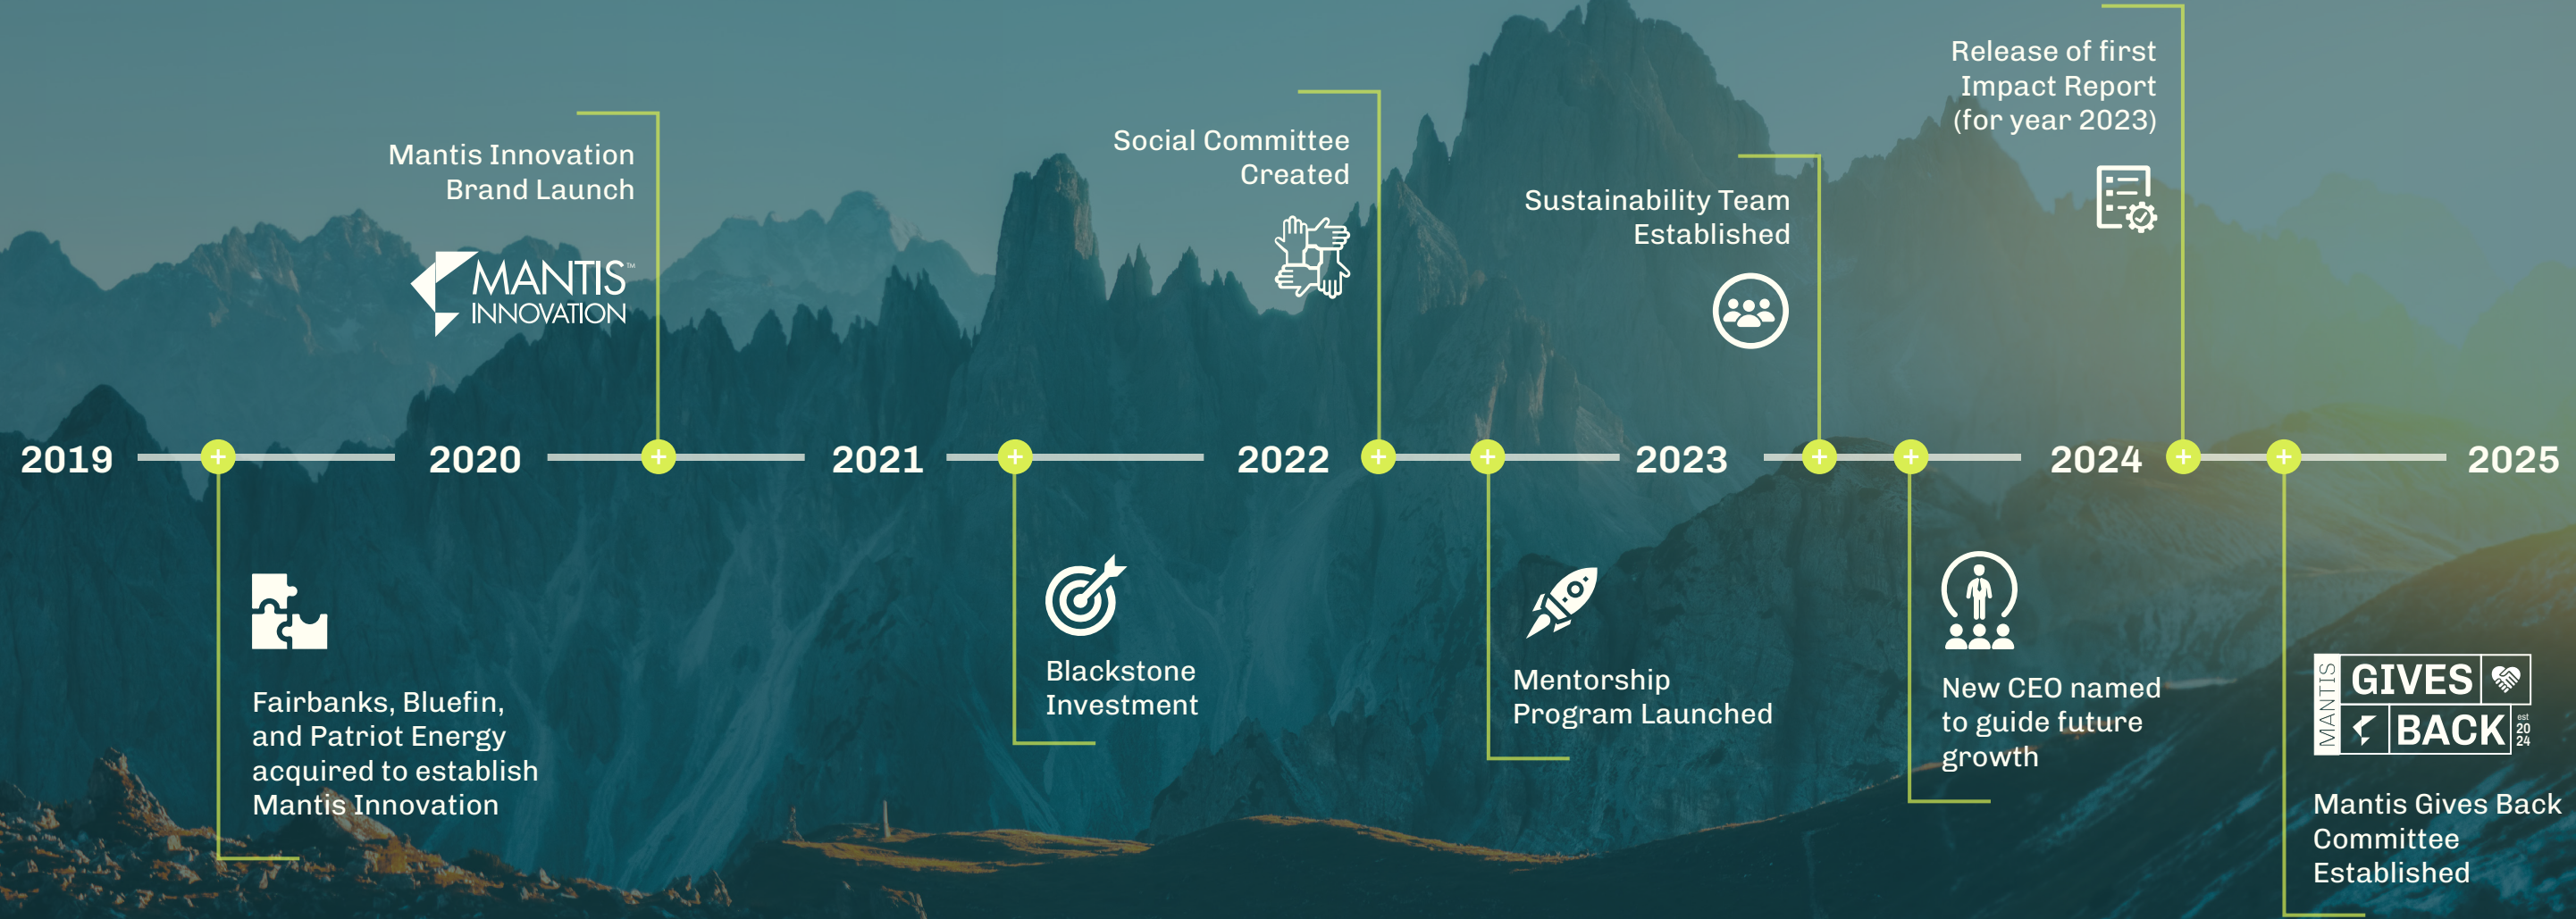 Release of first
Impact Report
(for year 2023)
Mantis Innovation
Brand Launch
MANTIS™
INNOVATION
Social Committee
Created
Sustainability Team
Established
2019
2020
2021
2022
2023
2024
2025
Fairbanks, Bluefin,
and Patriot Energy
acquired to establish
Mantis Innovation
Blackstone
Investment
Mentorship
Program Launched
New CEO named
to guide future
growth
MANTIS
GIVES
BACK
est
20
24
Mantis Gives Back
Committee
Established